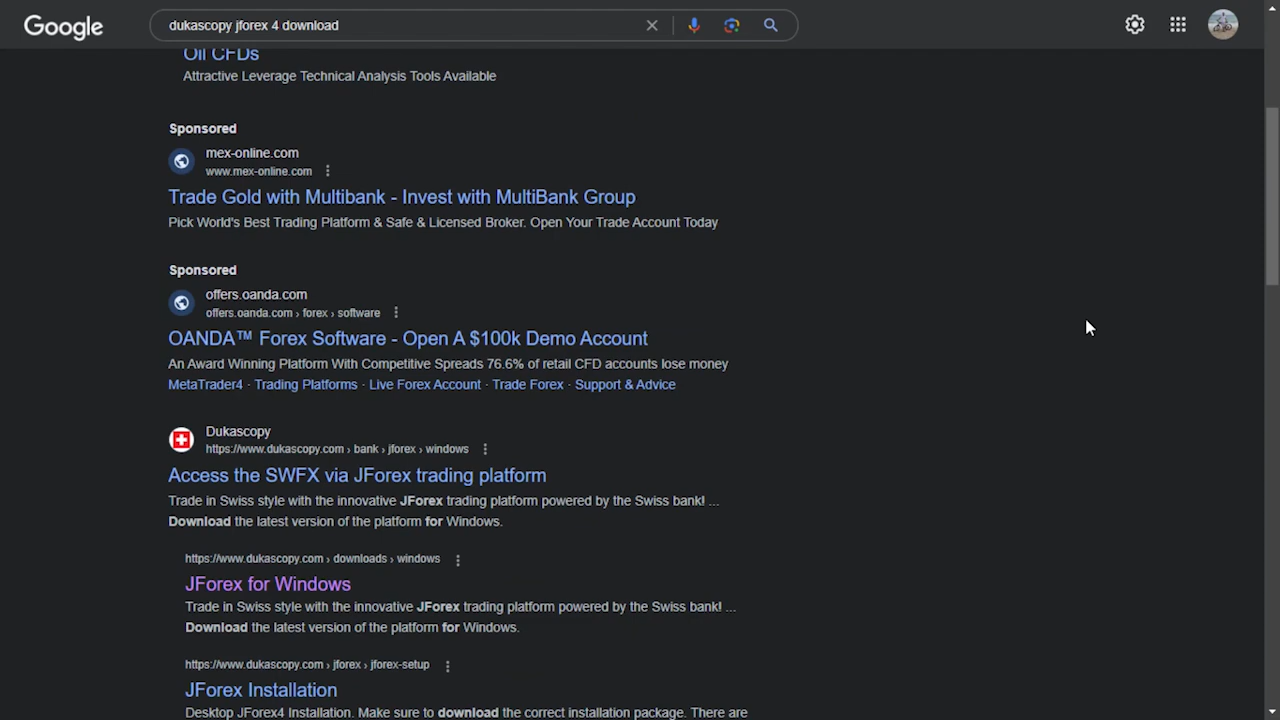 Google
dukascopy jforex 4 download
Oil CFDs
Attractive Leverage Technical Analysis Tools Available
Sponsored
mex-online.com
www.mex-online.com
Trade Gold with Multibank - Invest with MultiBank Group
Pick World's Best Trading Platform & Safe & Licensed Broker. Open Your Trade Account Today
Sponsored
offers.oanda.com
offers.oanda.com › forex › software
OANDA™ Forex Software - Open A $100k Demo Account
An Award Winning Platform With Competitive Spreads 76.6% of retail CFD accounts lose money
MetaTrader4 · Trading Platforms · Live Forex Account · Trade Forex · Support & Advice
Dukascopy
https://www.dukascopy.com › bank › jforex › windows
Access the SWFX via JForex trading platform
Trade in Swiss style with the innovative JForex trading platform powered by the Swiss bank! ...
Download the latest version of the platform for Windows.
https://www.dukascopy.com › downloads › windows
JForex for Windows
Trade in Swiss style with the innovative JForex trading platform powered by the Swiss bank! ...
Download the latest version of the platform for Windows.
https://www.dukascopy.com › jforex › jforex-setup
JForex Installation
Desktop JForex4 Installation. Make sure to download the correct installation package. There are